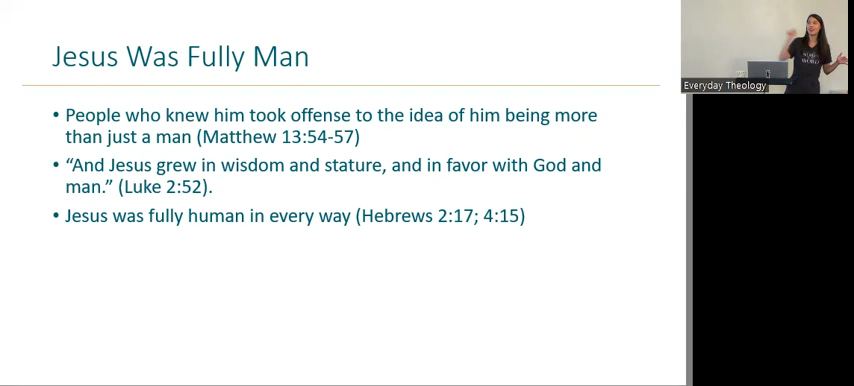 Jesus Was Fully Man
• People who knew him took offense to the idea of him being more
than just a man (Matthew 13:54-57)
• “And Jesus grew in wisdom and stature, and in favor with God and
man.” (Luke 2:52).
• Jesus was fully human in every way (Hebrews 2:17; 4:15)
Everyday Theology